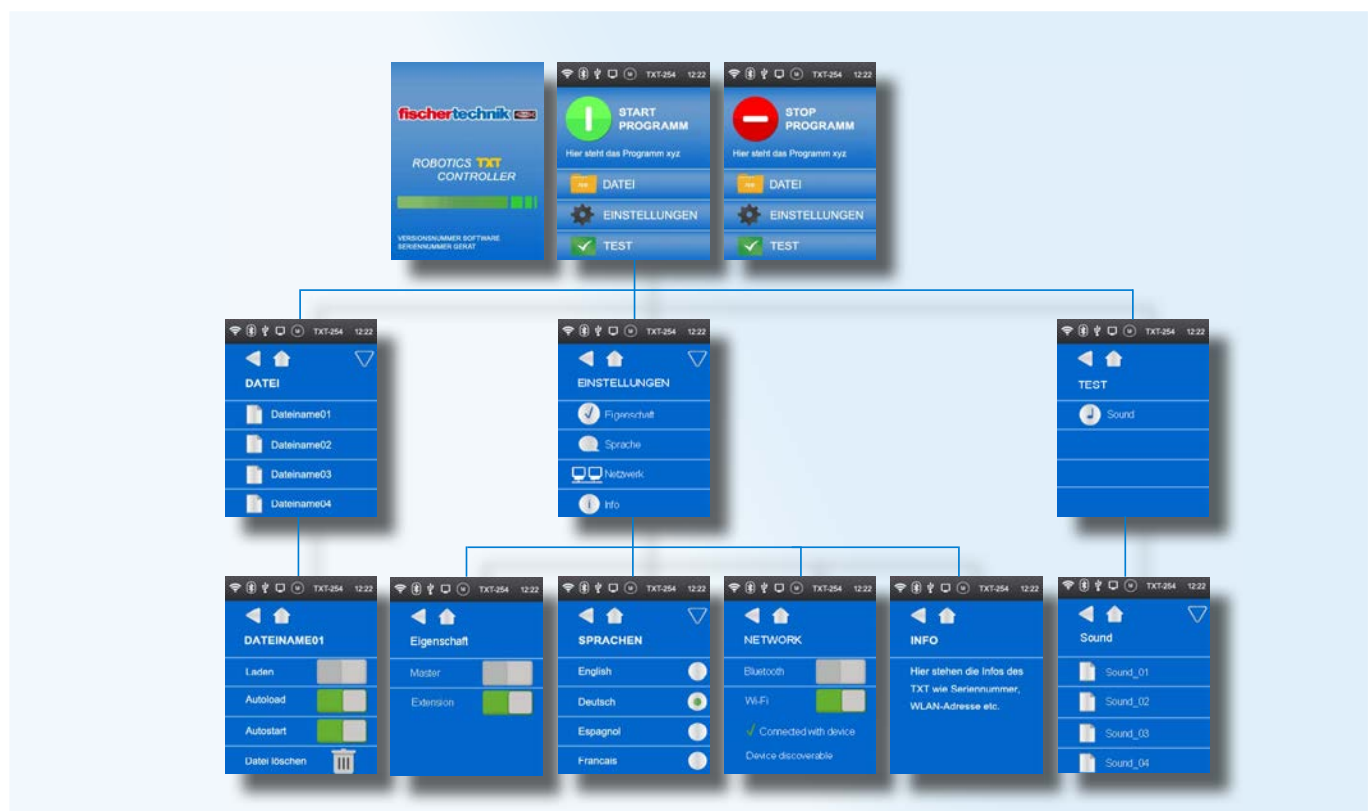 fischertechnik
ROBOTICS TXT
CONTROLLER
VERSIONSNUMMER SOFTWARE
SERIENNUMMER GERÄT
TXT-254 12:22
START
PROGRAMM
Hier steht das Programm xyz
DATEI
EINSTELLUNGEN
TEST
TXT-254 12:22
STOP
PROGRAMM
Hier steht das Programm xyz
DATEI
EINSTELLUNGEN
TEST
TXT-254 12:22
DATEI
Dateiname01
Dateiname02
Dateiname03
Dateiname04
TXT-254 12:22
EINSTELLUNGEN
Eigenschaft
Sprache
Netzwerk
Info
TXT-254 12:22
TEST
Sound
TXT-254 12:22
DATEINAME01
Laden
Autoload
Autostart
Datei löschen
TXT-254 12:22
Eigenschaft
Master
Extension
TXT-254 12:22
SPRACHEN
English
Deutsch
Espagnol
Francais
TXT-254 12:22
NETWORK
Bluetooth
Wi-Fi
Connected with device
Device discoverable
TXT-254 12:22
INFO
Hier stehen die Infos des
TXT wie Seriennummer,
WLAN-Adresse etc.
TXT-254 12:22
Sound
Sound_01
Sound_02
Sound_03
Sound_04